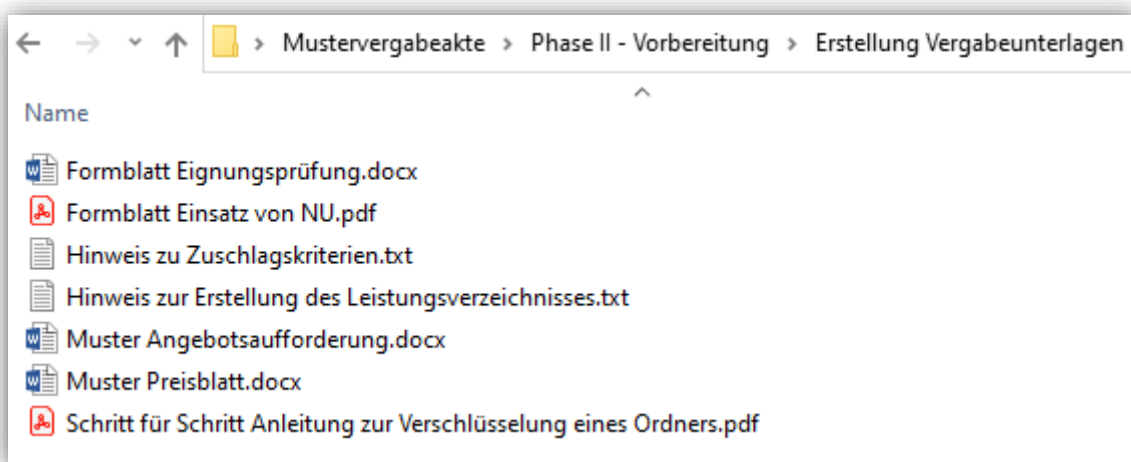 Mustervergabeakte > Phase II - Vorbereitung > Erstellung Vergabeunterlagen
Name
Formblatt Eignungsprüfung.docx
Formblatt Einsatz von NU.pdf
Hinweis zu Zuschlagskriterien.txt
Hinweis zur Erstellung des Leistungsverzeichnisses.txt
Muster Angebotsaufforderung.docx
Muster Preisblatt.docx
Schritt für Schritt Anleitung zur Verschlüsselung eines Ordners.pdf